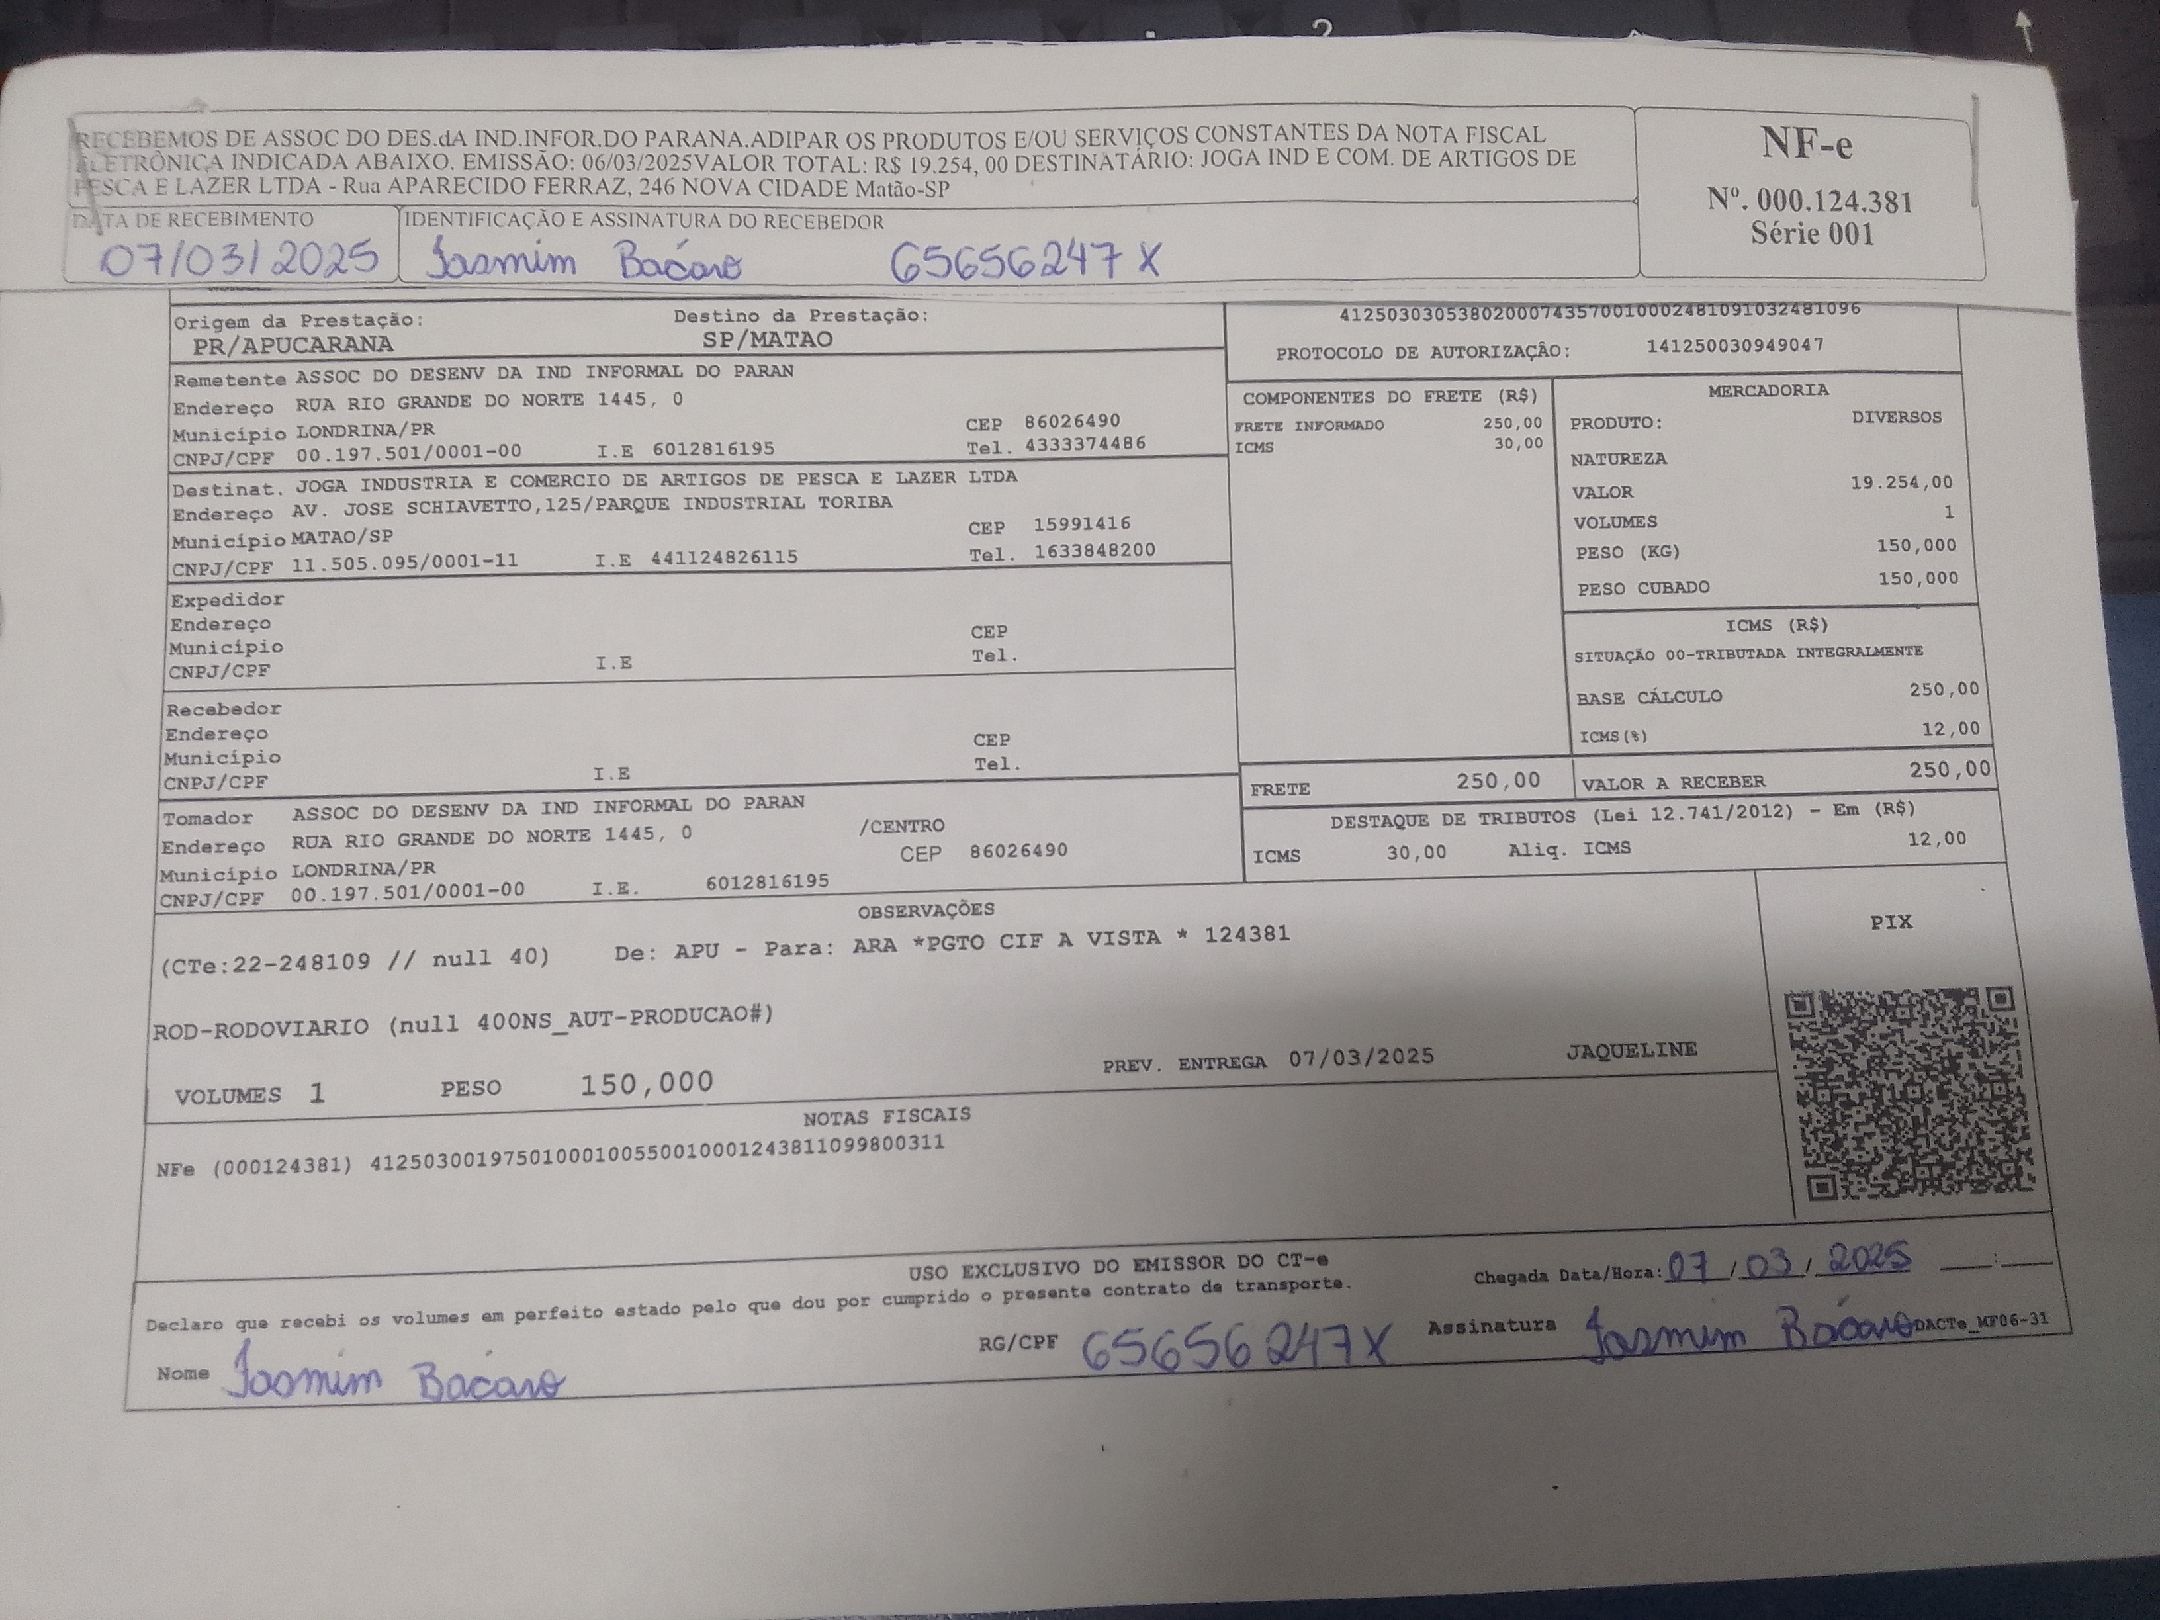 RECEBEMOS DE ASSOC DO DES.dA IND.INFOR.DO PARANA.ADIPAR OS PRODUTOS E/OU SERVIÇOS CONSTANTES DA NOTA FISCAL
ELETRÔNICA INDICADA ABAIXO. EMISSÃO: 06/03/2025VALOR TOTAL: R$ 19.254, 00 DESTINATÁRIO: JOGA IND E COM. DE ARTIGOS DE
PESCA E LAZER LTDA - Rua APARECIDO FERRAZ, 246 NOVA CIDADE Matão-SP
NF-e
Nº. 000.124.381
Série 001
DATA DE RECEBIMENTO
07/03/2025
IDENTIFICAÇÃO E ASSINATURA DO RECEBEDOR
Iasmim Bácaro 65656247X
Origem da Prestação: Destino da Prestação:
PR/APUCARANA SP/MATAO
41250303053802000743570010002481091032481096
PROTOCOLO DE AUTORIZAÇÂO: 141250030949047
Remetente ASSOC DO DESENV DA IND INFORMAL DO PARAN
Endereço RUA RIO GRANDE DO NORTE 1445, 0
Município LONDRINA/PR CEP 86026490
CNPJ/CPF 00.197.501/0001-00 I.E 6012816195 Tel. 4333374486
Destinat. JOGA INDUSTRIA E COMERCIO DE ARTIGOS DE PESCA E LAZER LTDA
Endereço AV. JOSE SCHIAVETTO,125/PARQUE INDUSTRIAL TORIBA
Município MATAO/SP CEP 15991416
CNPJ/CPF 11.505.095/0001-11 I.E 441124826115 Tel. 1633848200
Expedidor
Endereço
Município CEP
CNPJ/CPF I.E Tel.
Recebedor
Endereço
Município CEP
CNPJ/CPF I.E Tel.
Tomador ASSOC DO DESENV DA IND INFORMAL DO PARAN
Endereço RUA RIO GRANDE DO NORTE 1445, 0 /CENTRO
Município LONDRINA/PR CEP 86026490
CNPJ/CPF 00.197.501/0001-00 I.E. 6012816195
COMPONENTES DO FRETE (R$)
FRETE INFORMADO 250,00
ICMS 30,00
MERCADORIA
PRODUTO: DIVERSOS
NATUREZA
VALOR 19.254,00
VOLUMES 1
PESO (KG) 150,000
PESO CUBADO 150,000
ICMS (R$)
SITUAÇÃO 00-TRIBUTADA INTEGRALMENTE
BASE CÁLCULO 250,00
ICMS(%) 12,00
FRETE 250,00 VALOR A RECEBER 250,00
DESTAQUE DE TRIBUTOS (Lei 12.741/2012) - Em (R$)
ICMS 30,00 Aliq. ICMS 12,00
OBSERVAÇÕES
(CTe:22-248109 // null 40) De: APU - Para: ARA *PGTO CIF A VISTA * 124381
ROD-RODOVIARIO (null 400NS_AUT-PRODUCAO#)
VOLUMES 1 PESO 150,000 PREV. ENTREGA 07/03/2025 JAQUELINE
PIX
NOTAS FISCAIS
NFe (000124381) 41250300197501000100550010001243811099800311
USO EXCLUSIVO DO EMISSOR DO CT-e
Declaro que recebi os volumes em perfeito estado pelo que dou por cumprido o presente contrato de transporte.
Chegada Data/Hora: 07/03/2025 __:__
Nome Iasmim Bácaro RG/CPF 65656247X Assinatura Iasmim Bácaro DACTe_MF06-31